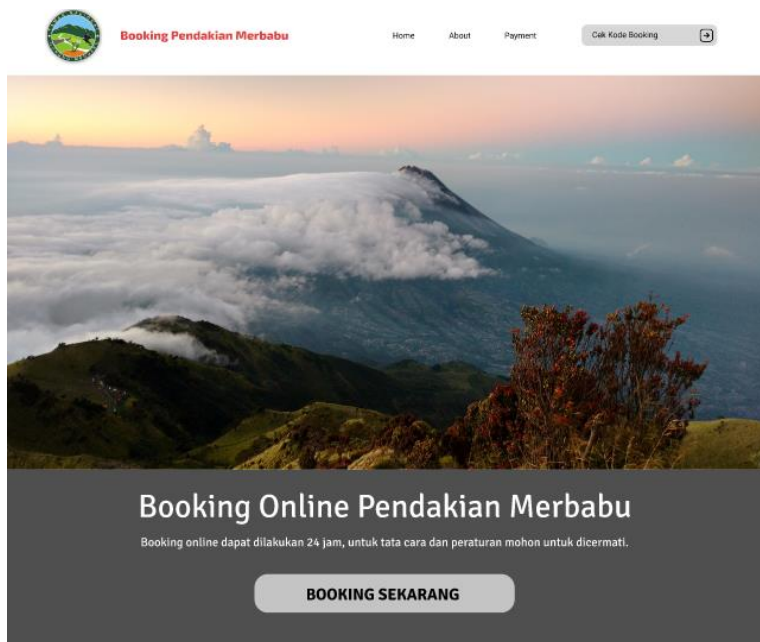 Booking Pendakian Merbabu
Home
About
Payment
Cek Kode Booking
Booking Online Pendakian Merbabu
Booking online dapat dilakukan 24 jam, untuk tata cara dan peraturan mohon untuk dicermati.
BOOKING SEKARANG